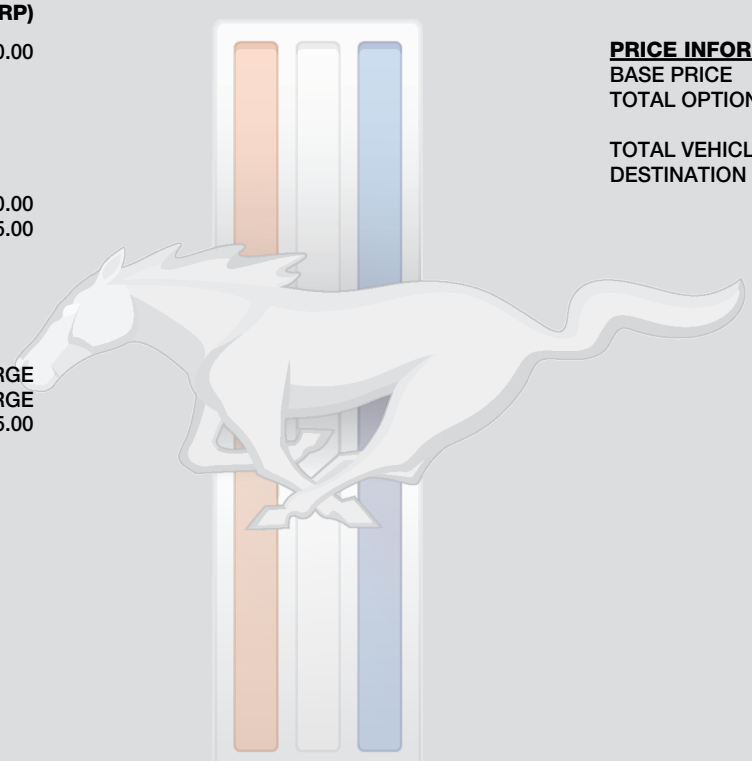 RP)
0.00
0.00
5.00
RGE
RGE
5.00
PRICE INFOR
BASE PRICE
TOTAL OPTION
TOTAL VEHICL
DESTINATION